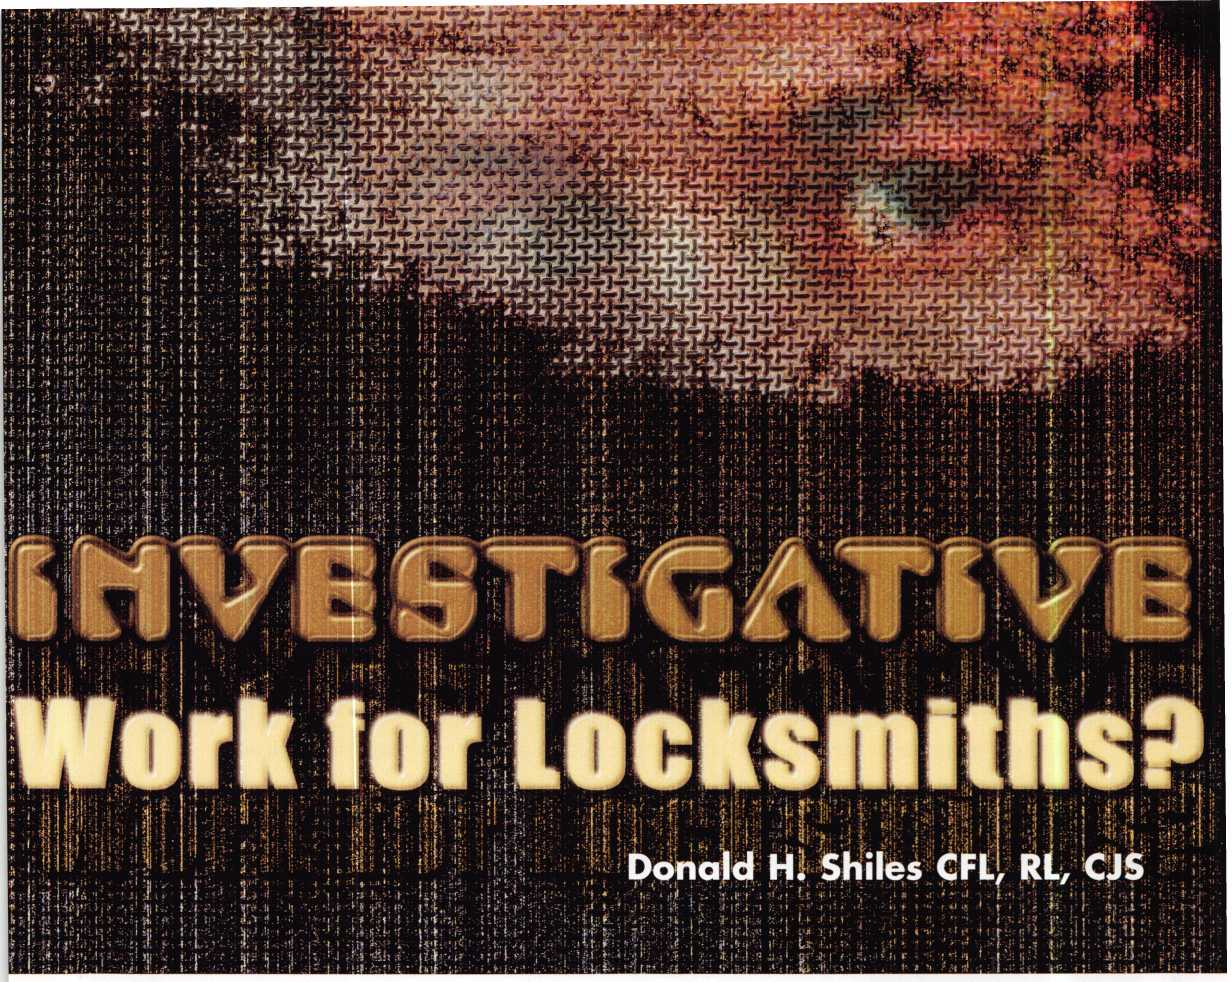 INVESTIGATIVE
Work for Locksmiths?
Donald H. Shiles CFL, RL, CJS